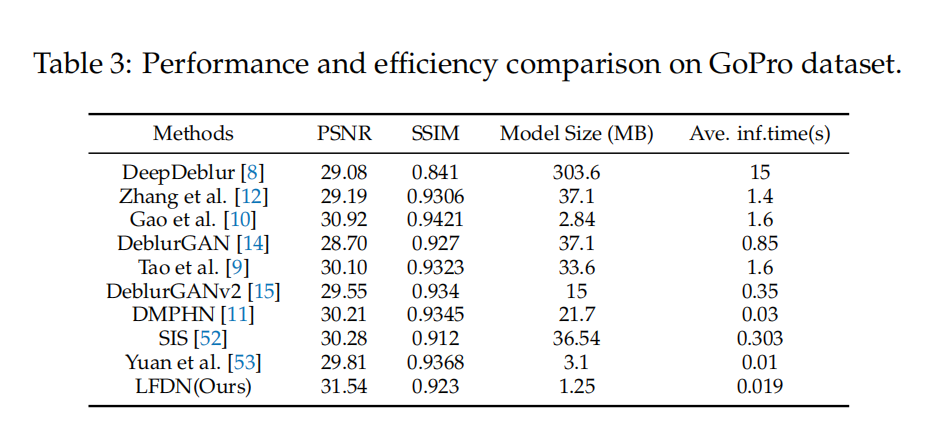 Table 3: Performance and efficiency comparison on GoPro dataset.
Methods PSNR SSIM Model Size (MB) Ave. inf.time(s)
DeepDeblur [8] 29.08 0.841 303.6 15
Zhang et al. [12] 29.19 0.9306 37.1 1.4
Gao et al. [10] 30.92 0.9421 2.84 1.6
DeblurGAN [14] 28.70 0.927 37.1 0.85
Tao et al. [9] 30.10 0.9323 33.6 1.6
DeblurGANv2 [15] 29.55 0.934 15 0.35
DMPHN [11] 30.21 0.9345 21.7 0.03
SIS [52] 30.28 0.912 36.54 0.303
Yuan et al. [53] 29.81 0.9368 3.1 0.01
LFDN(Ours) 31.54 0.923 1.25 0.019